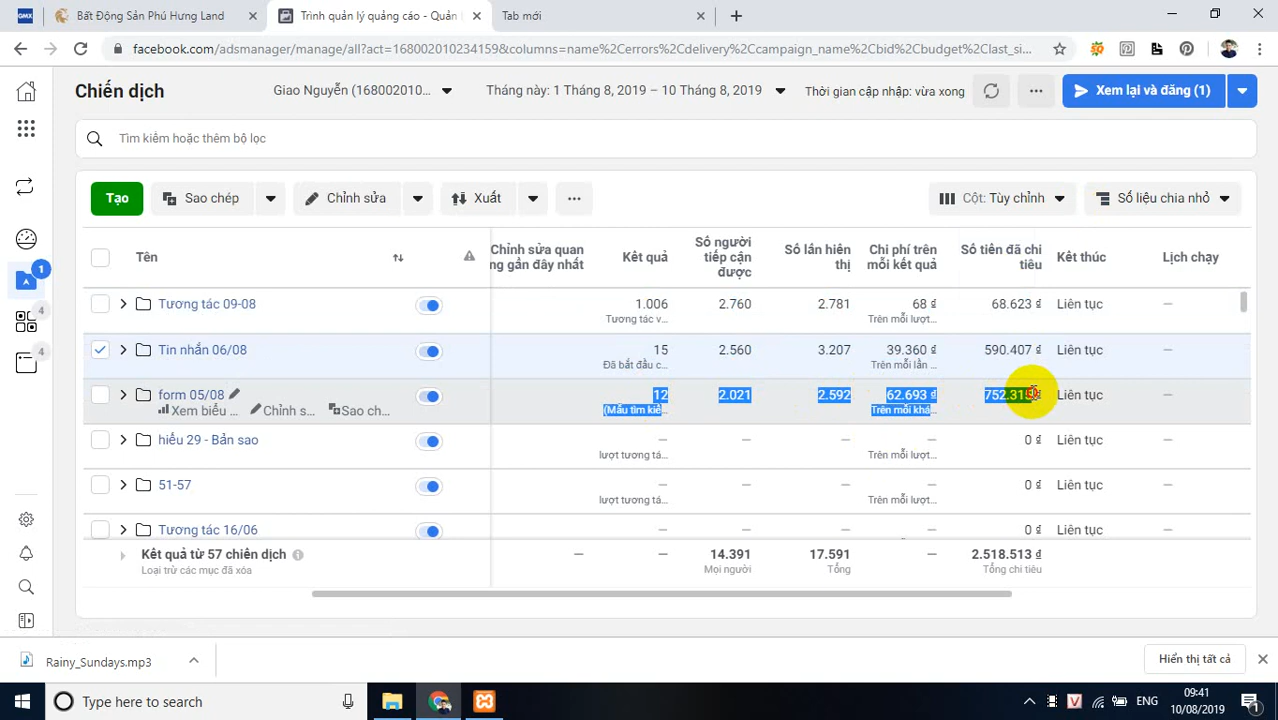 GMX
Bất Động Sản Phú Hưng Land
Trình quản lý quảng cáo - Quản
Tab mới
facebook.com/adsmanager/manage/all?act=168002010234159&columns=name%2Cerrors%2Cdelivery%2Ccampaign_name%2Cbid%2Cbudget%2Clast_si...
Chiến dịch
Giao Nguyễn (168002010...
Tháng này: 1 Tháng 8, 2019 – 10 Tháng 8, 2019
Thời gian cập nhập: vừa xong
Xem lại và đăng (1)
Tìm kiếm hoặc thêm bộ lọc
Tạo
Sao chép
Chỉnh sửa
Xuất
Cột: Tùy chỉnh
Số liệu chia nhỏ
Tên
Chỉnh sửa quan
ng gần đây nhất
Kết quả
Số người
tiếp cận
được
Số lần hiển
thị
Chi phí trên
mỗi kết quả
Số tiền đã chi
tiêu
Kết thúc
Lịch chạy
Tương tác 09-08
1.006
2.760
2.781
68 ₫
68.623 ₫
Liên tục
—
Tương tác v...
Trên mỗi lượt...
Tin nhắn 06/08
15
2.560
3.207
39.360 ₫
590.407 ₫
Liên tục
—
Đã bắt đầu c...
Trên mỗi lần ...
form 05/08
12
2.021
2.592
62.693 ₫
752.315 ₫
Liên tục
—
Xem biểu ...
Chỉnh s...
Sao ch...
(Mẫu tìm kiế...
Trên mỗi khá...
hiếu 29 - Bản sao
—
—
—
—
0 ₫
Liên tục
—
lượt tương tá...
Trên mỗi lượt...
51-57
—
—
—
—
0 ₫
Liên tục
—
lượt tương tá...
Trên mỗi lượt...
Tương tác 16/06
—
—
—
—
0 ₫
Liên tục
—
Kết quả từ 57 chiến dịch
—
—
14.391
17.591
—
2.518.513 ₫
Loại trừ các mục đã xóa
Mọi người
Tổng
Tổng chi tiêu
1
4
4
Rainy_Sundays.mp3
Hiển thị tất cả
Type here to search
V
ENG
09:41
10/08/2019
1